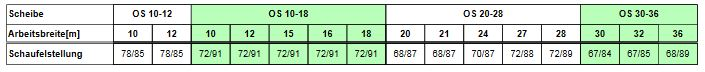 Scheibe OS 10-12 OS 10-18 OS 20-28 OS 30-36
Arbeitsbreite[m] 10 12 10 12 15 16 18 20 21 24 27 28 30 32 36
Schaufelstellung 78/85 78/85 72/91 72/91 72/91 72/91 72/91 68/87 68/87 70/87 72/88 72/89 67/84 67/85 68/89